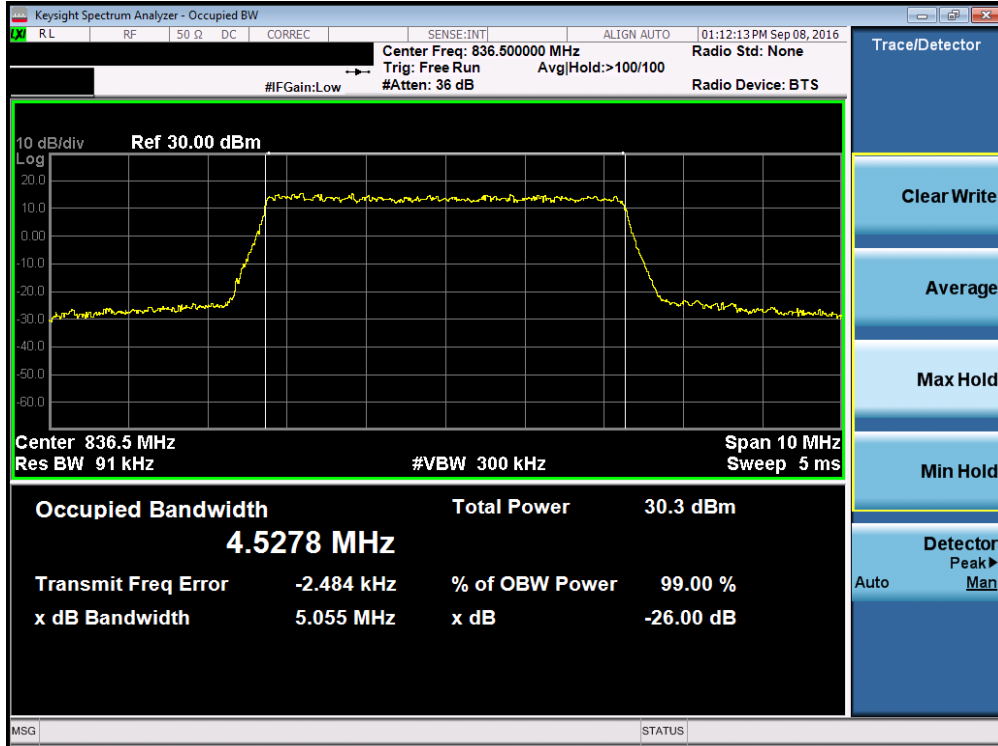 Keysight Spectrum Analyzer - Occupied BW
LXI RL RF 50 Ω DC CORREC SENSE:INT ALIGN AUTO 01:12:13 PM Sep 08, 2016
Center Freq: 836.500000 MHz Radio Std: None
Trig: Free Run Avg|Hold:>100/100
#IFGain:Low #Atten: 36 dB Radio Device: BTS
Trace/Detector
10 dB/div Ref 30.00 dBm
Log
20.0
10.0
0.00
-10.0
-20.0
-30.0
-40.0
-50.0
-60.0
Center 836.5 MHz Span 10 MHz
Res BW 91 kHz #VBW 300 kHz Sweep 5 ms
Occupied Bandwidth Total Power 30.3 dBm
4.5278 MHz
Transmit Freq Error -2.484 kHz % of OBW Power 99.00 %
x dB Bandwidth 5.055 MHz x dB -26.00 dB
Clear Write
Average
Max Hold
Min Hold
Detector
Peak▶
Auto Man
MSG STATUS